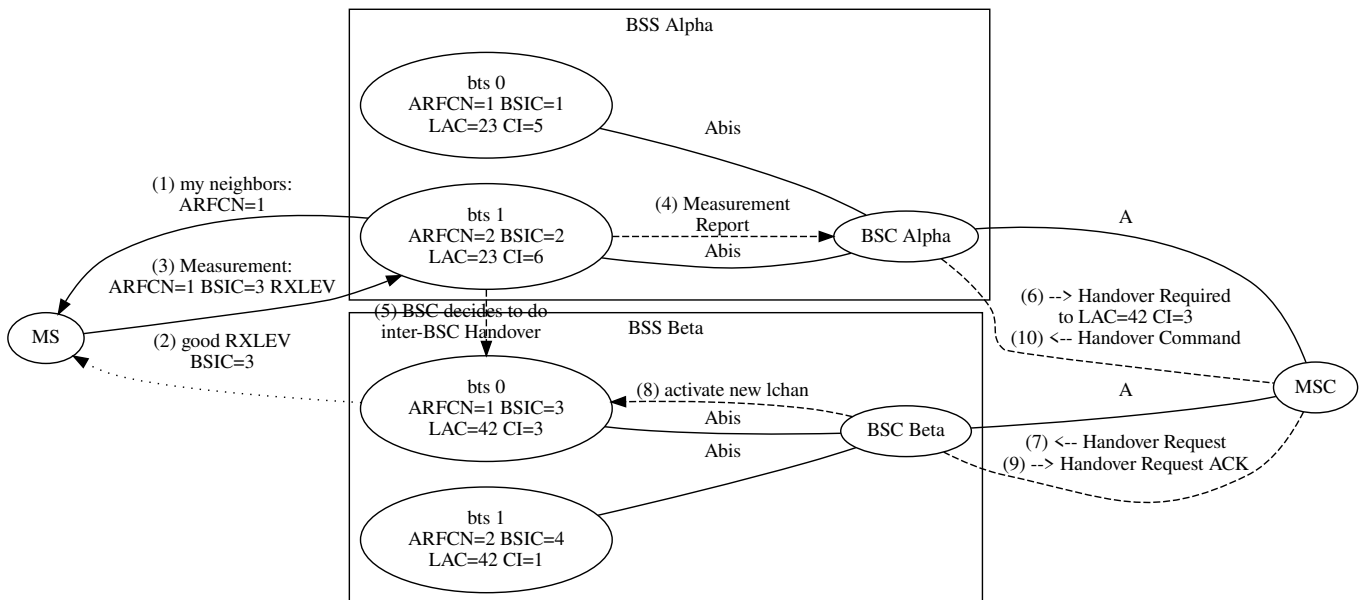 BSS Alpha
bts 0
ARFCN=1 BSIC=1
LAC=23 CI=5
Abis
(1) my neighbors:
ARFCN=1
bts 1
ARFCN=2 BSIC=2
LAC=23 CI=6
(4) Measurement
Report
Abis
BSC Alpha
A
(3) Measurement:
ARFCN=1 BSIC=3 RXLEV
(5) BSC decides to do
inter-BSC Handover
(6) --> Handover Required
to LAC=42 CI=3
(10) <-- Handover Command
MS
(2) good RXLEV
BSIC=3
BSS Beta
bts 0
ARFCN=1 BSIC=3
LAC=42 CI=3
(8) activate new lchan
Abis
Abis
BSC Beta
A
MSC
(7) <-- Handover Request
(9) --> Handover Request ACK
bts 1
ARFCN=2 BSIC=4
LAC=42 CI=1